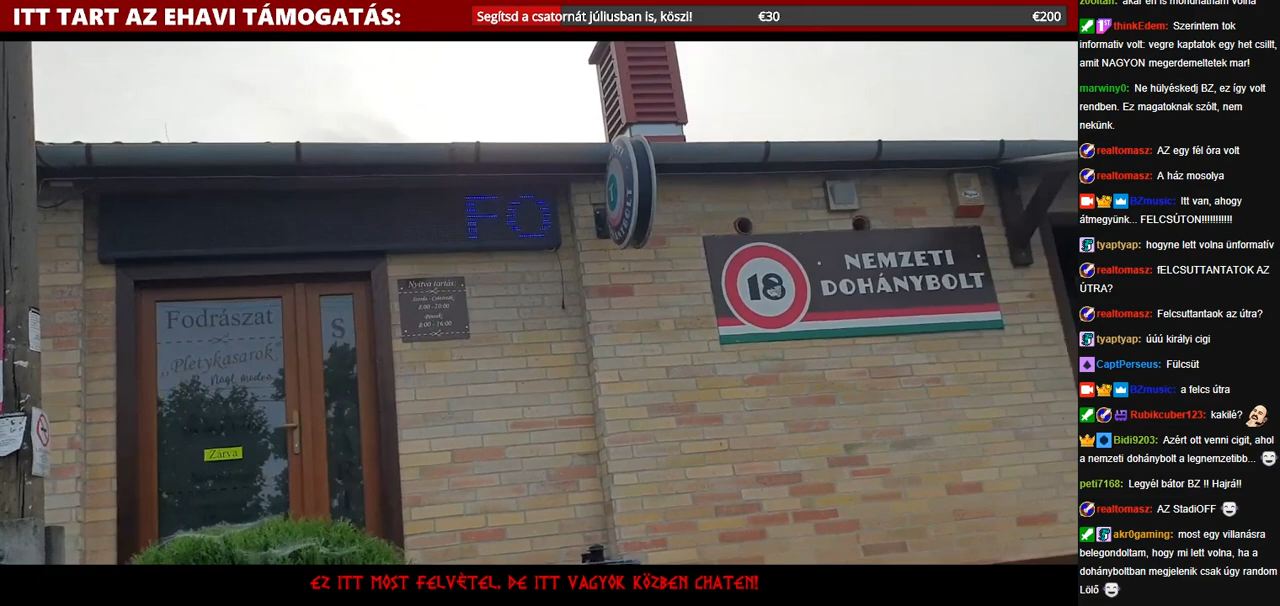 ITT TART AZ EHAVI TÁMOGATÁS:
Segítsd a csatornát júliusban is, köszi!
€30
€200
FO
Fodrászat
„Pletykasarok”
S
Zárva
Nyitva tartás:
8:00 - 16:00
18
NEMZETI
DOHÁNYBOLT
EZ ITT MOST FELVÉTEL, DE ITT VAGYOK KÖZBEN CHATEN!
thinkEdem: Szerintem tok
informativ volt: vegre kaptatok egy het csillt,
amit NAGYON megerdemeltetek mar!
marwiny0: Ne hülyéskedj BZ, ez így volt
rendben. Ez magatoknak szólt, nem
nekünk.
realtomasz: AZ egy fél óra volt
realtomasz: A ház mosolya
BZmusic: Itt van, ahogy
átmegyünk... FELCSÚTON!!!!!!!!!!!!
tyaptyap: hogyne lett volna ünformatív
realtomasz: fELCSUTTANTATOK AZ
ÚTRA?
realtomasz: Felcsuttantaok az útra?
tyaptyap: úúú királyi cigi
CaptPerseus: Fülcsüt
BZmusic: a felcs útra
Rubikcuber123: kakilé?
Bidi9203: Azért ott venni cigit, ahol
a nemzeti dohánybolt a legnemzetibb...
peti7168: Legyél bátor BZ !! Hajrá!!
realtomasz: AZ StadiOFF
akr0gaming: most egy villanásra
belegondoltam, hogy mi lett volna, ha a
dohányboltban megjelenik csak úgy random
Lölő